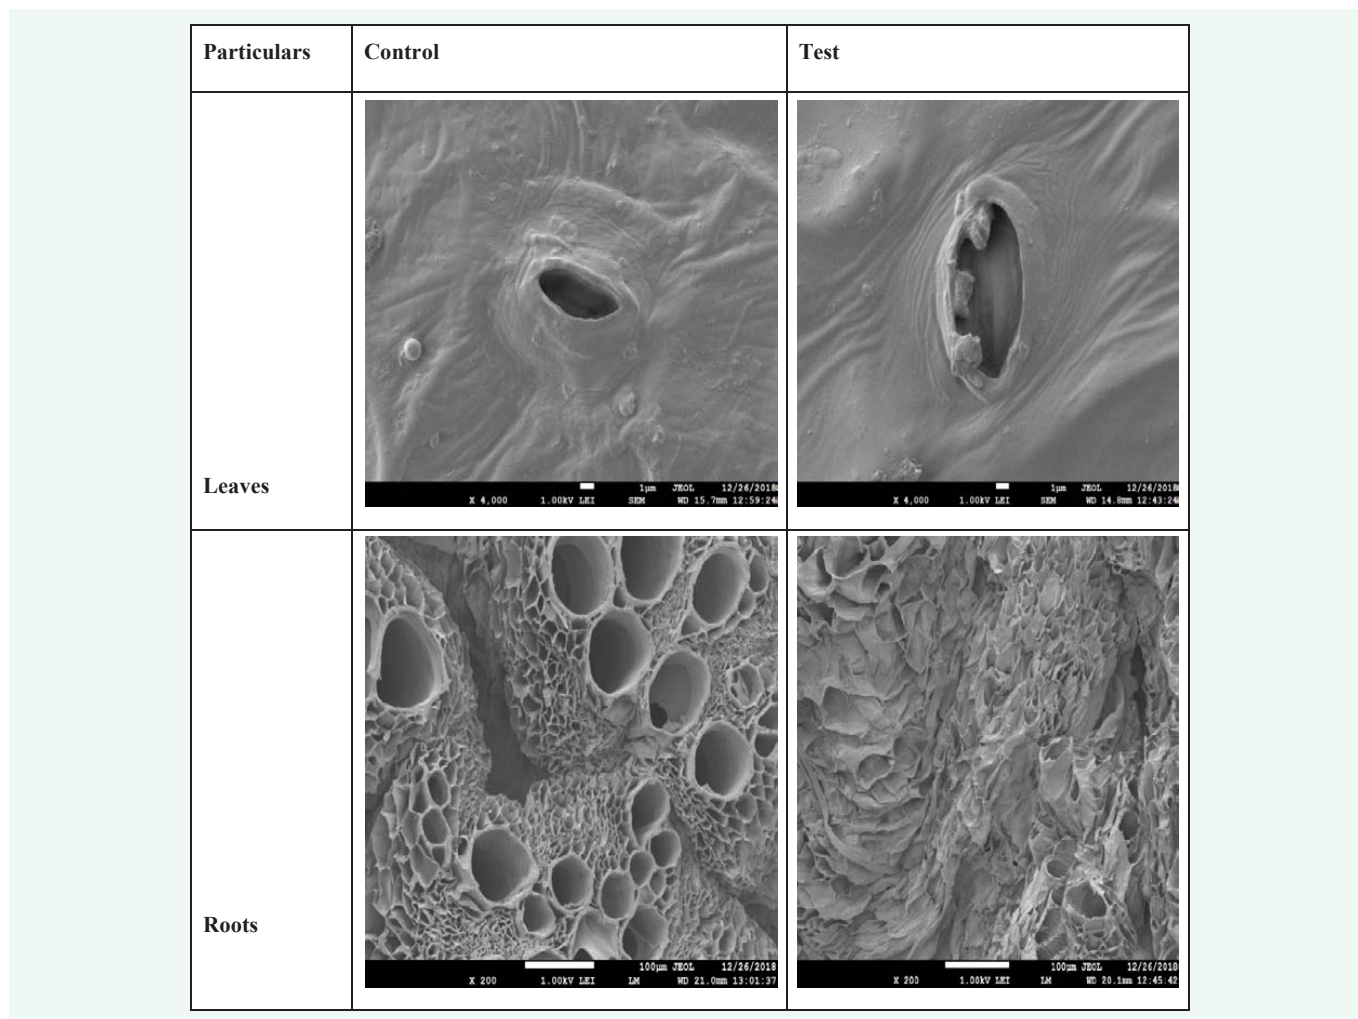 Particulars Control Test
Leaves
1µm JEOL 12/26/2018
X 4,000 1.00kV LEI SEM WD 15.7mm 12:59:24
1µm JEOL 12/26/2018
X 4,000 1.00kV LEI SEM WD 14.8mm 12:43:24
Roots
100µm JEOL 12/26/2018
X 200 1.00kV LEI LM WD 21.0mm 13:01:37
100µm JEOL 12/26/2018
X 200 1.00kV LEI LM WD 20.1mm 12:45:42